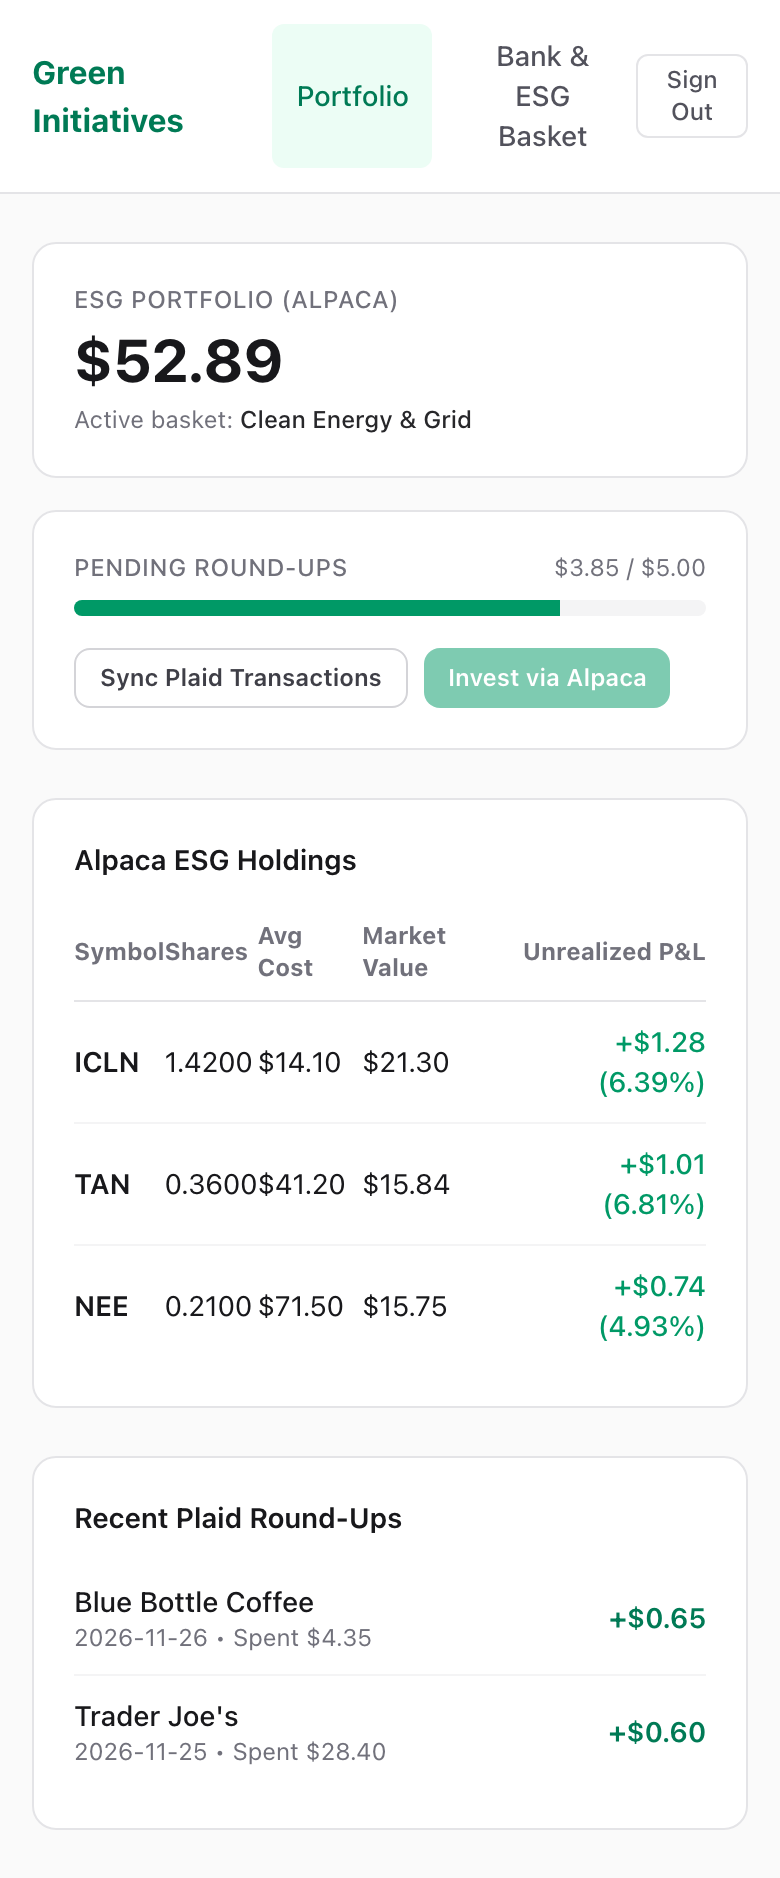 Green
Initiatives
Portfolio
Bank &
ESG
Basket
Sign
Out
ESG PORTFOLIO (ALPACA)
$52.89
Active basket: Clean Energy & Grid
PENDING ROUND-UPS $3.85 / $5.00
Sync Plaid Transactions Invest via Alpaca
Alpaca ESG Holdings
Symbol Shares Avg Cost Market Value Unrealized P&L
ICLN 1.4200 $14.10 $21.30 +$1.28 (6.39%)
TAN 0.3600 $41.20 $15.84 +$1.01 (6.81%)
NEE 0.2100 $71.50 $15.75 +$0.74 (4.93%)
Recent Plaid Round-Ups
Blue Bottle Coffee
2026-11-26 • Spent $4.35
+$0.65
Trader Joe's
2026-11-25 • Spent $28.40
+$0.60